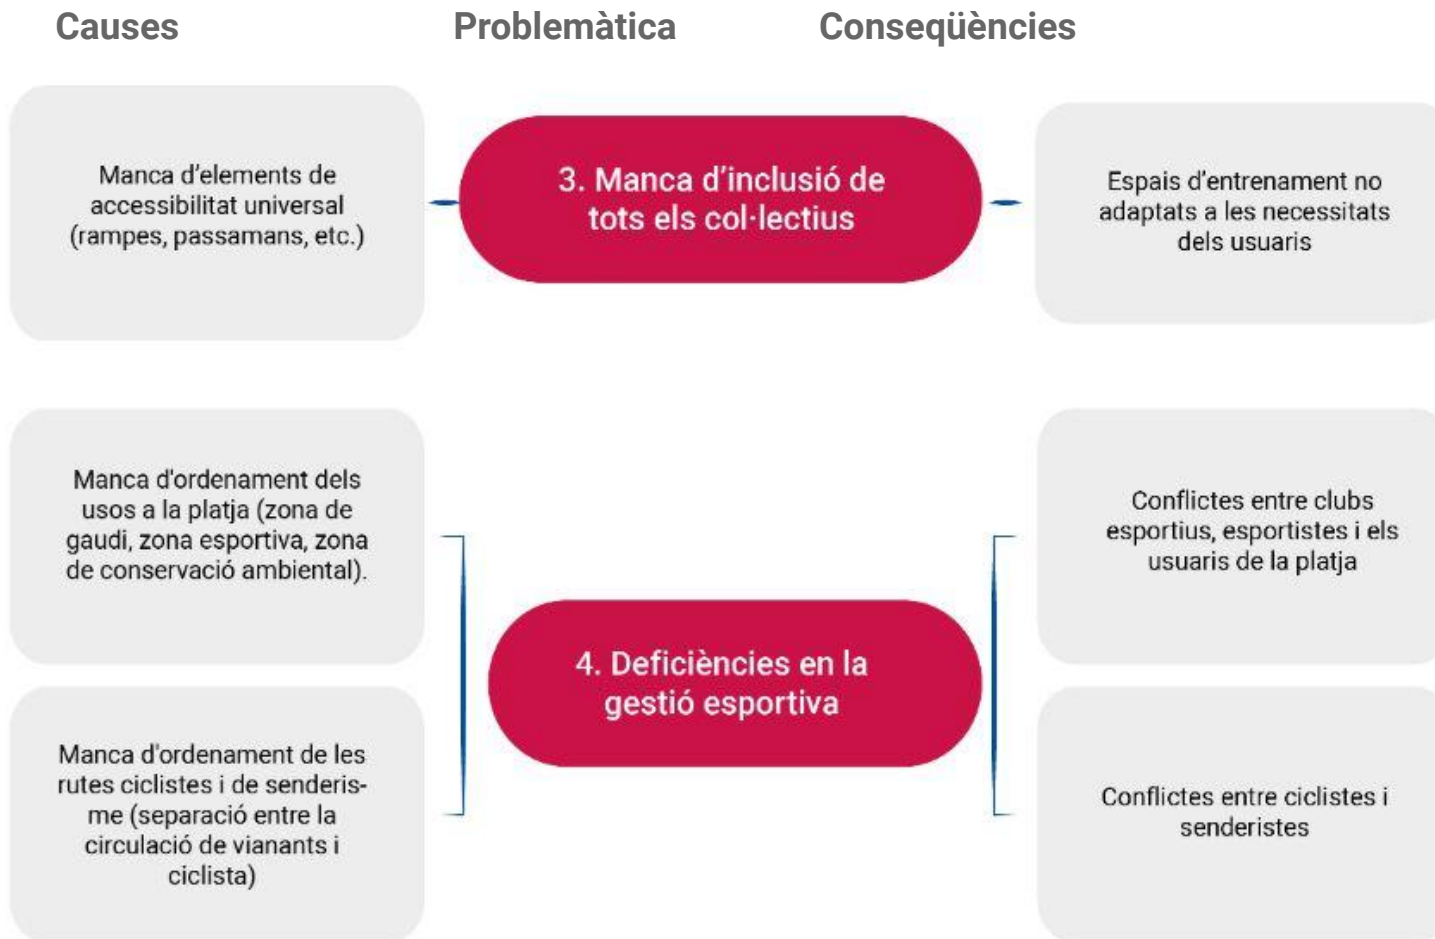 Causes
Problemàtica
Conseqüències
Manca d'elements de
accessibilitat universal
(rampes, passamans, etc.)
3. Manca d'inclusió de
tots els col·lectius
Espais d'entrenament no
adaptats a les necessitats
dels usuaris
Manca d'ordenament dels
usos a la platja (zona de
gaudi, zona esportiva, zona
de conservació ambiental).
Manca d'ordenament de les
rutes ciclistes i de senderis-
me (separació entre la
circulació de vianants i
ciclista)
4. Deficiències en la
gestió esportiva
Conflictes entre clubs
esportius, esportistes i els
usuaris de la platja
Conflictes entre ciclistes i
senderistes